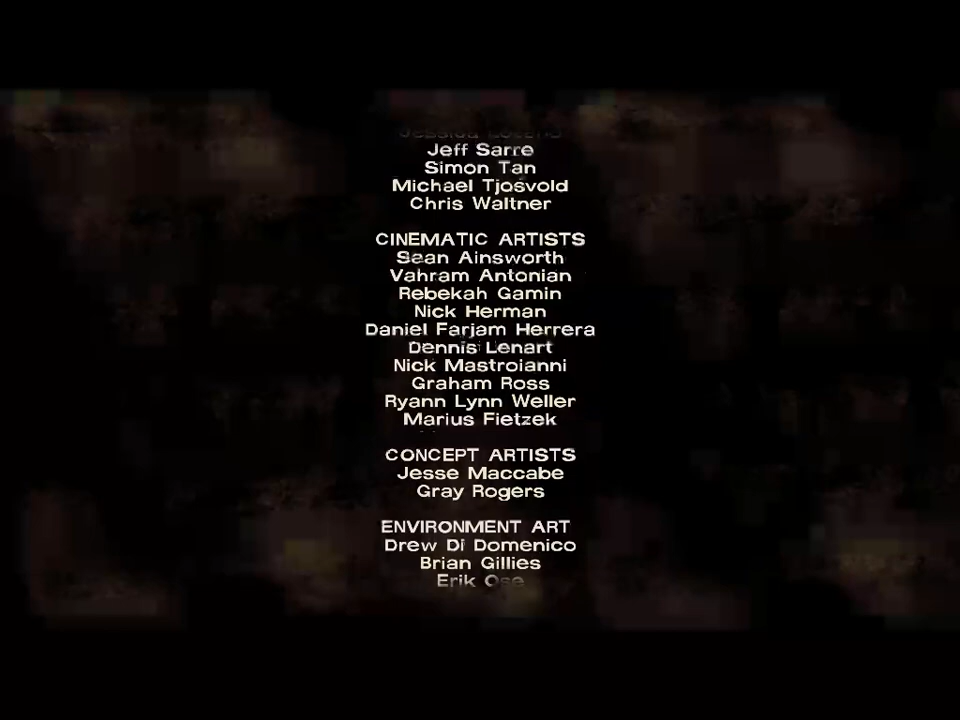 Jeff Sarre
Simon Tan
Michael Tjosvold
Chris Waltner
CINEMATIC ARTISTS
Sean Ainsworth
Vahram Antonian
Rebekah Gamin
Nick Herman
Daniel Farjam Herrera
Dennis Lenart
Nick Mastroianni
Graham Ross
Ryann Lynn Weller
Marius Fietzek
CONCEPT ARTISTS
Jesse Maccabe
Gray Rogers
ENVIRONMENT ART
Drew Di Domenico
Brian Gillies
Erik Ose